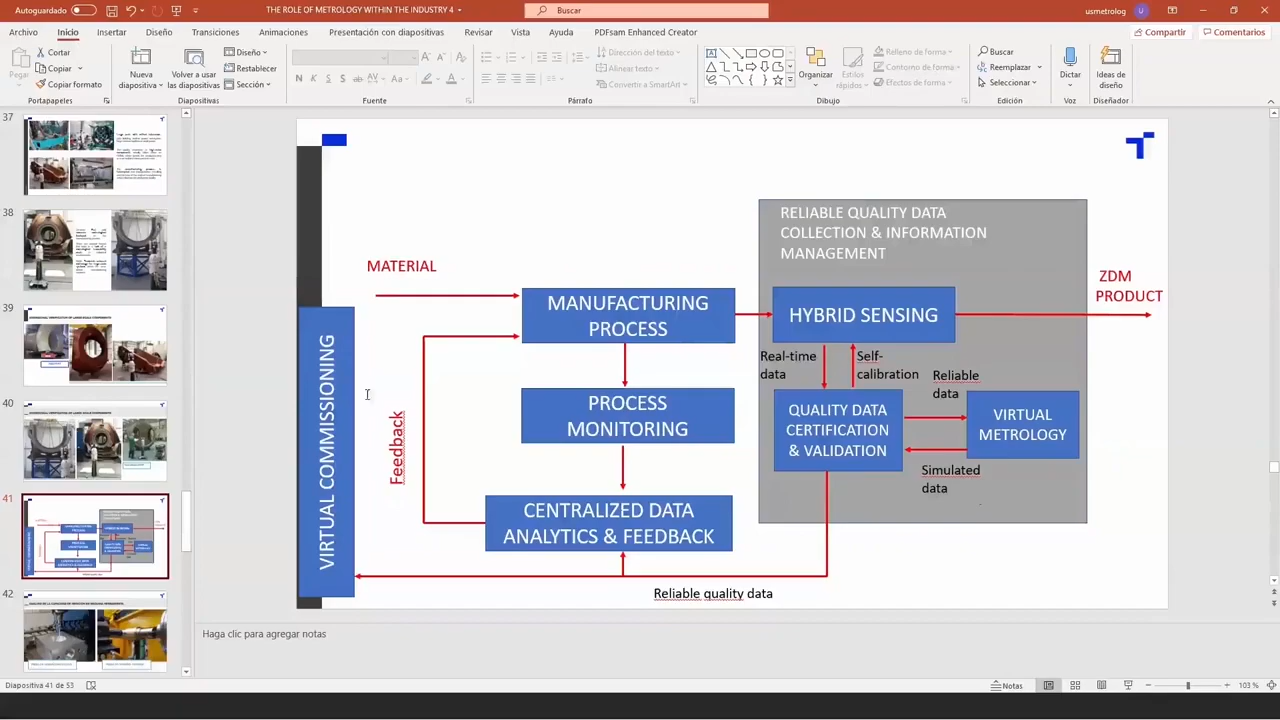 Autoguardado
THE ROLE OF METROLOGY WITHIN THE INDUSTRY 4
Buscar
usmetrolog
U
Archivo Inicio Insertar Diseño Transiciones Animaciones Presentación con diapositivas Revisar Vista Ayuda PDFsam Enhanced Creator
Compartir
Comentarios
Pegar
Cortar
Copiar
Copiar formato
Portapapeles
Nueva
diapositiva
Volver a usar
las diapositivas
Diseño
Restablecer
Sección
Diapositivas
N K S
Fuente
Dirección del texto
Alinear texto
Convertir a SmartArt
Párrafo
Organizar
Estilos
rápidos
Relleno de forma
Contorno de forma
Efectos de forma
Dibujo
Buscar
Reemplazar
Seleccionar
Edición
Dictar
Voz
Ideas de
diseño
Diseñador
37
38
39
40
41
42
RELIABLE QUALITY DATA
COLLECTION & INFORMATION
MANAGEMENT
MATERIAL
ZDM
PRODUCT
MANUFACTURING
PROCESS
HYBRID SENSING
VIRTUAL COMMISSIONING
Feedback
Real-time
data
Self-
calibration
Reliable
data
PROCESS
MONITORING
QUALITY DATA
CERTIFICATION
& VALIDATION
VIRTUAL
METROLOGY
Simulated
data
CENTRALIZED DATA
ANALYTICS & FEEDBACK
Reliable quality data
Haga clic para agregar notas
Diapositiva 41 de 53
Notas
103 %